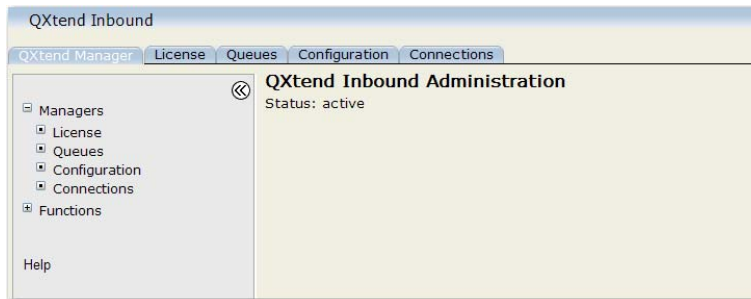 QXtend Inbound
QXtend Manager License Queues Configuration Connections
QXtend Inbound Administration
Status: active
Managers
License
Queues
Configuration
Connections
Functions
Help